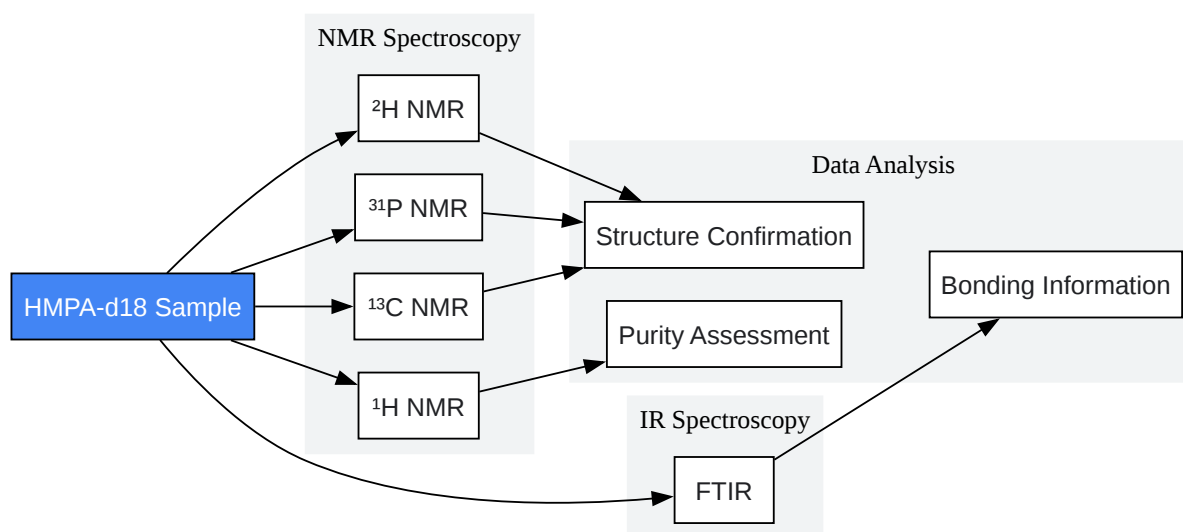 NMR Spectroscopy
²H NMR
³¹P NMR
¹³C NMR
¹H NMR
HMPA-d18 Sample
Data Analysis
Structure Confirmation
Purity Assessment
Bonding Information
IR Spectroscopy
FTIR